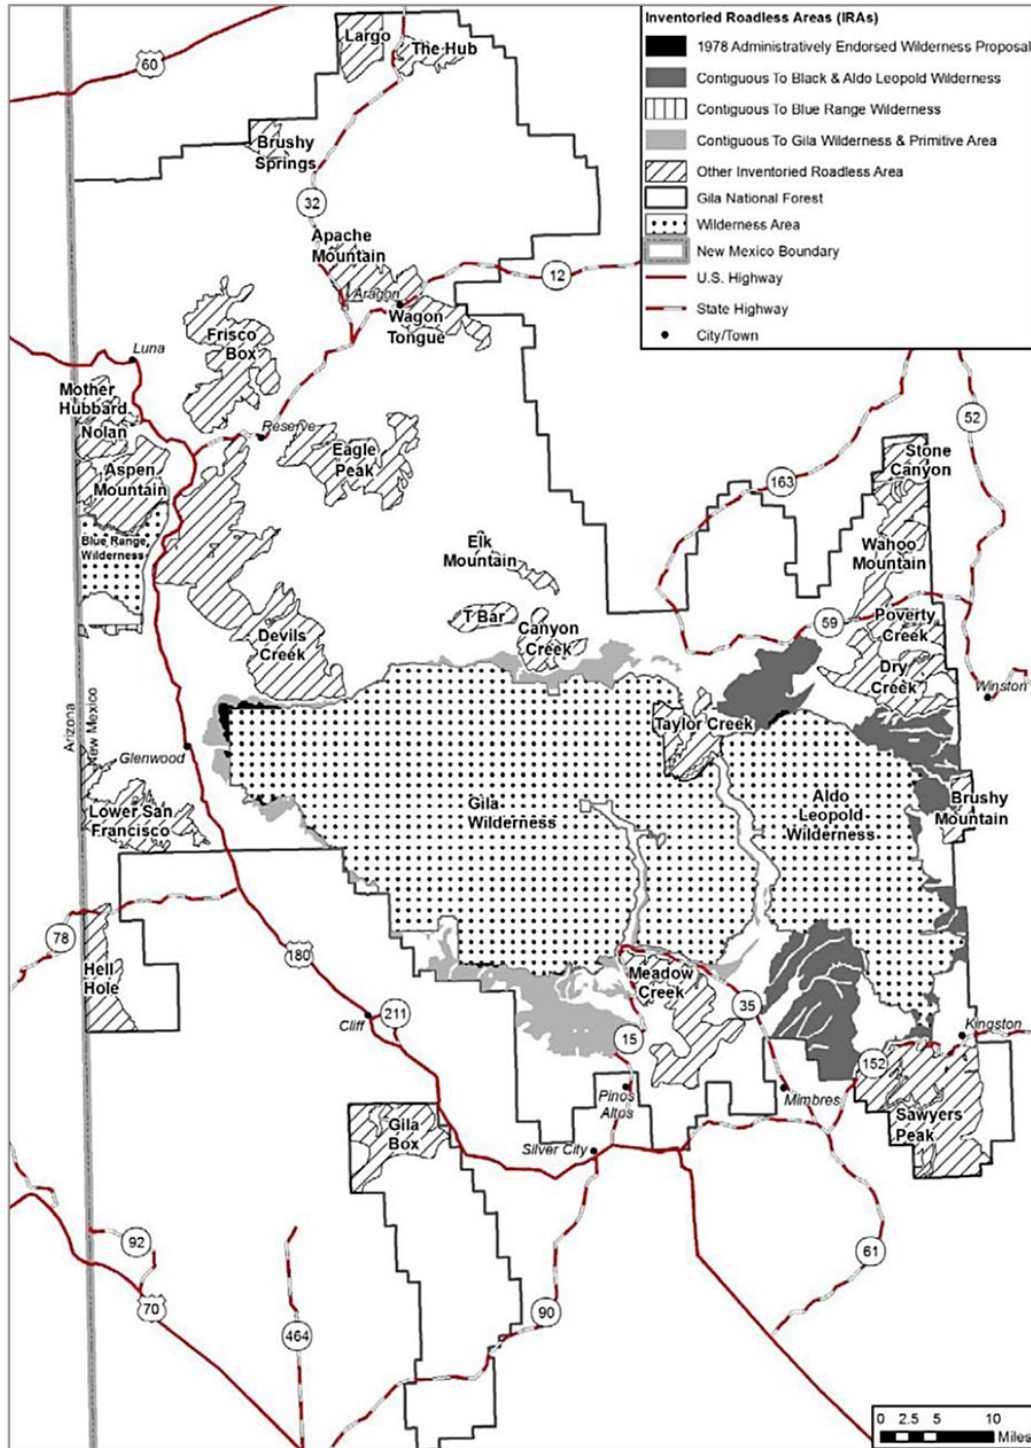 Inventoried Roadless Areas (IRAs)
1978 Administratively Endorsed Wilderness Proposal
Contiguous To Black & Aldo Leopold Wilderness
Contiguous To Blue Range Wilderness
Contiguous To Gila Wilderness & Primitive Area
Other Inventoried Roadless Area
Gila National Forest
Wilderness Area
New Mexico Boundary
U.S. Highway
State Highway
City/Town
Largo
The Hub
60
Brushy
Springs
32
Apache
Mountain
12
Aragon
Wagon
Tongue
Frisco
Box
Luna
Mother
Hubbard
Nolan
Reserve
Eagle
Peak
52
Stone
Canyon
163
Aspen
Mountain
Blue Range
Wilderness
Elk
Mountain
Wahoo
Mountain
T Bar
Canyon
Creek
59
Poverty
Creek
Devils
Creek
Dry
Creek
Winston
Arizona
New Mexico
Taylor Creek
Glenwood
Gila
Wilderness
Aldo
Leopold
Wilderness
Brushy
Mountain
Lower San
Francisco
78
180
Hell
Hole
Meadow
Creek
35
Cliff
211
15
Kingston
152
Pinos
Altos
Mimbres
Sawyers
Peak
Gila
Box
Silver City
92
61
70
464
90
0 2.5 5 10
Miles